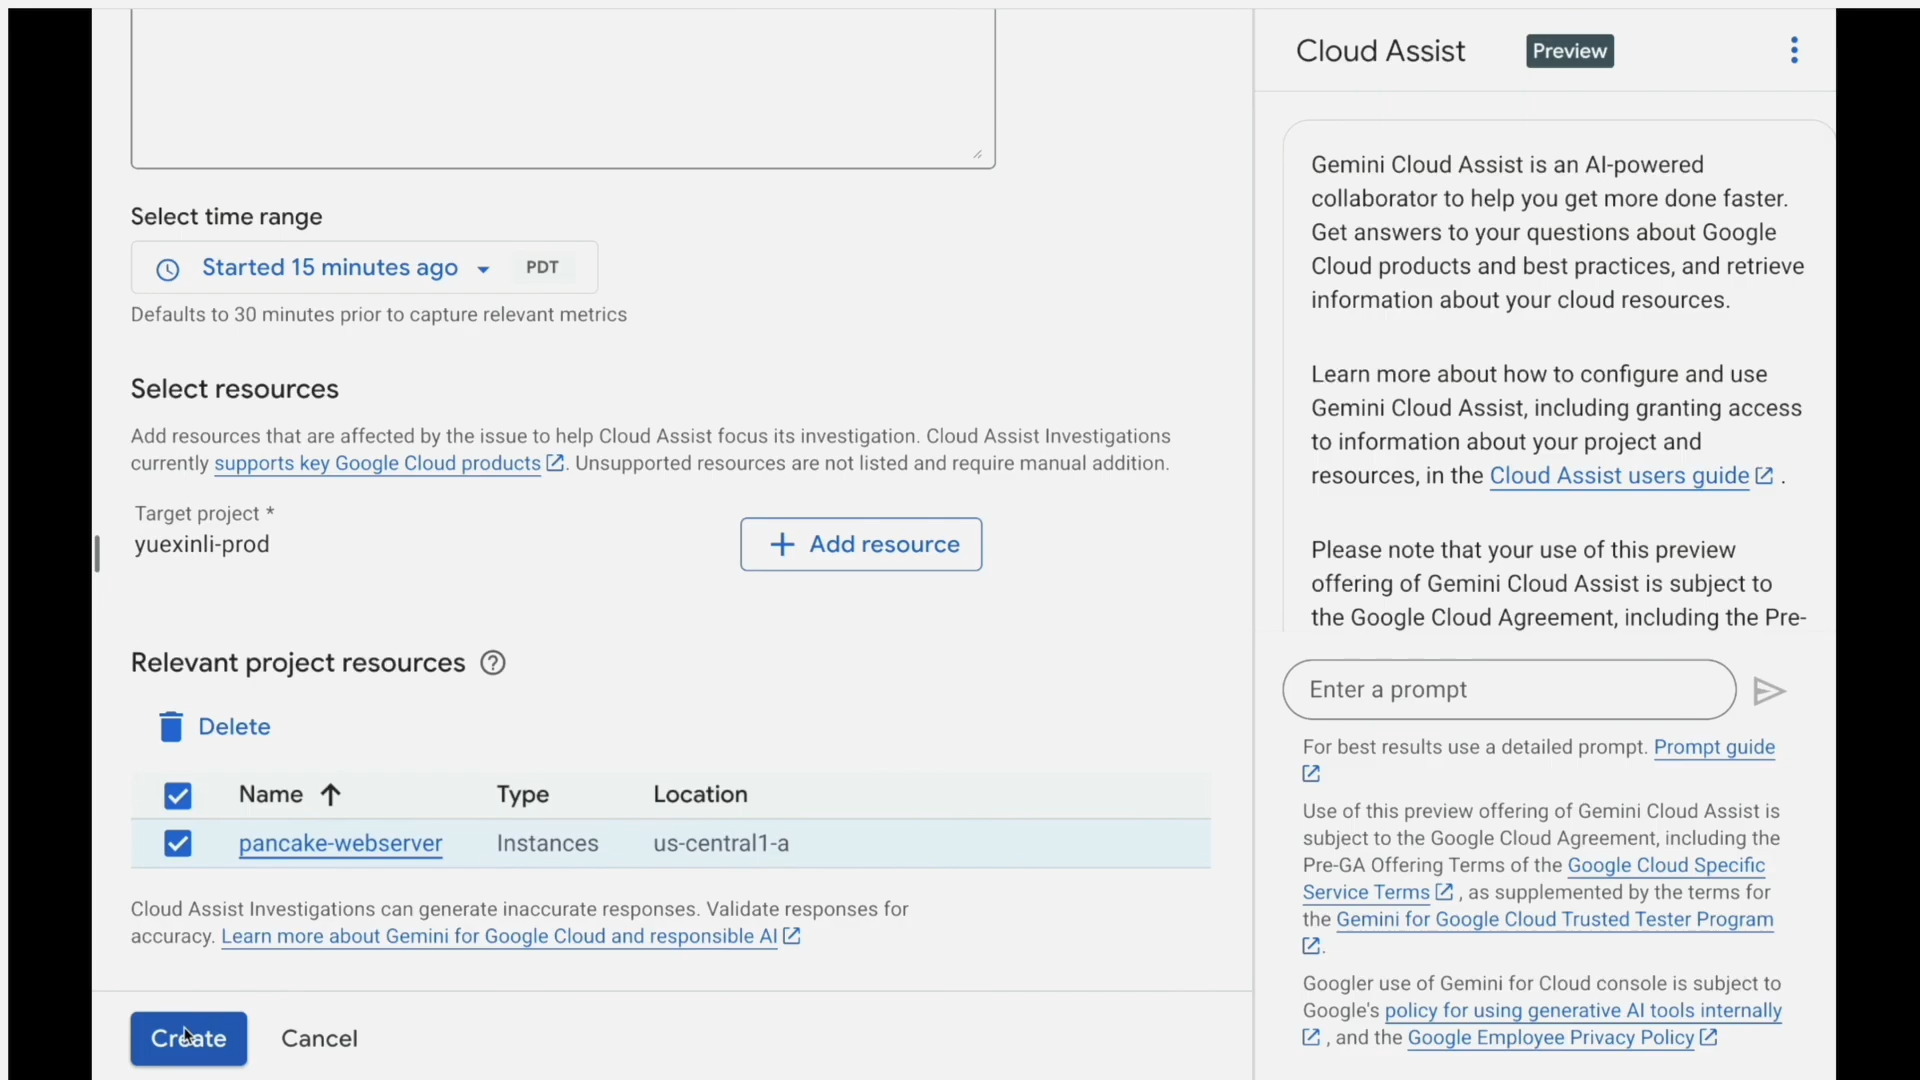 Select time range
Started 15 minutes ago PDT
Defaults to 30 minutes prior to capture relevant metrics
Select resources
Add resources that are affected by the issue to help Cloud Assist focus its investigation. Cloud Assist Investigations
currently supports key Google Cloud products. Unsupported resources are not listed and require manual addition.
Target project *
yuexinli-prod
+ Add resource
Relevant project resources ?
Delete
Name ↑ Type Location
pancake-webserver Instances us-central1-a
Cloud Assist Investigations can generate inaccurate responses. Validate responses for
accuracy. Learn more about Gemini for Google Cloud and responsible AI
Create Cancel
Cloud Assist Preview
Gemini Cloud Assist is an AI-powered
collaborator to help you get more done faster.
Get answers to your questions about Google
Cloud products and best practices, and retrieve
information about your cloud resources.
Learn more about how to configure and use
Gemini Cloud Assist, including granting access
to information about your project and
resources, in the Cloud Assist users guide .
Please note that your use of this preview
offering of Gemini Cloud Assist is subject to
the Google Cloud Agreement, including the Pre-
Enter a prompt
For best results use a detailed prompt. Prompt guide
Use of this preview offering of Gemini Cloud Assist is
subject to the Google Cloud Agreement, including the
Pre-GA Offering Terms of the Google Cloud Specific
Service Terms , as supplemented by the terms for
the Gemini for Google Cloud Trusted Tester Program
.
Googler use of Gemini for Cloud console is subject to
Google's policy for using generative AI tools internally
, and the Google Employee Privacy Policy